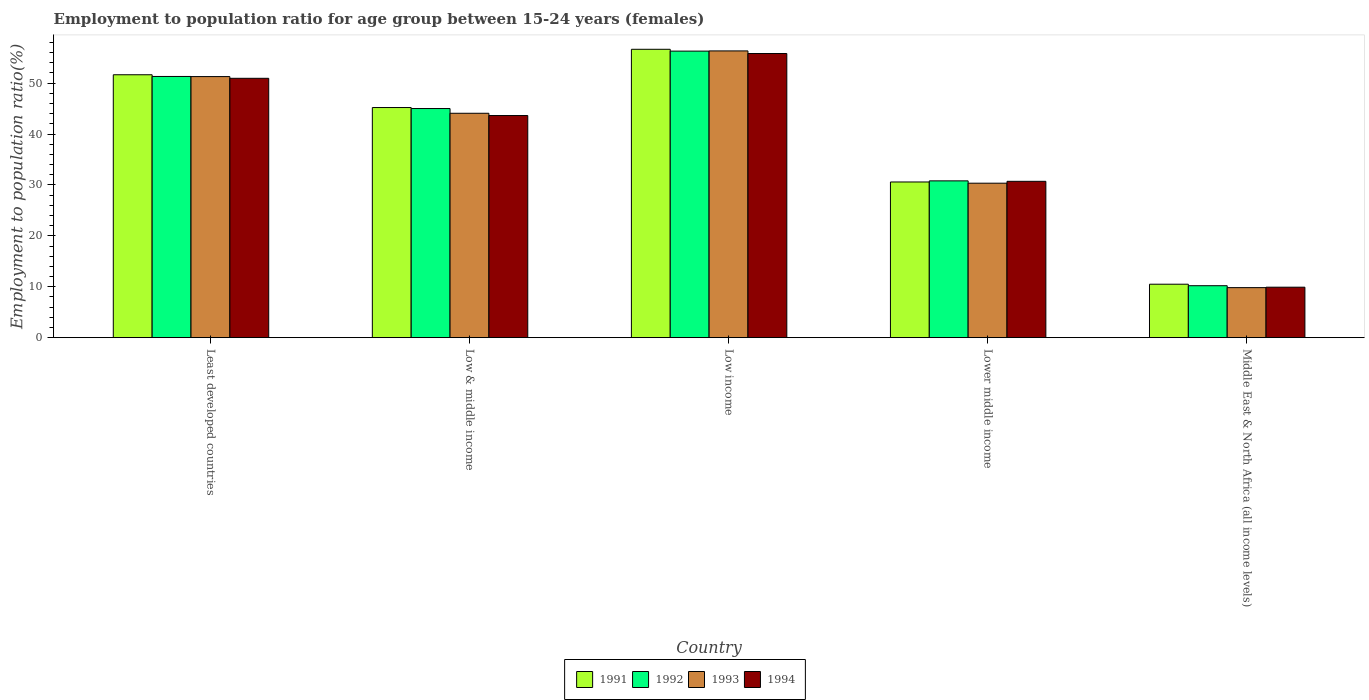 Employment to population ratio for age group between 15-24 years (females)
Employment to population ratio(%)
0
10
20
30
40
50
Least developed countries
Low & middle income
Low income
Lower middle income
Middle East & North Africa (all income levels)
Country
1991
1992
1993
1994